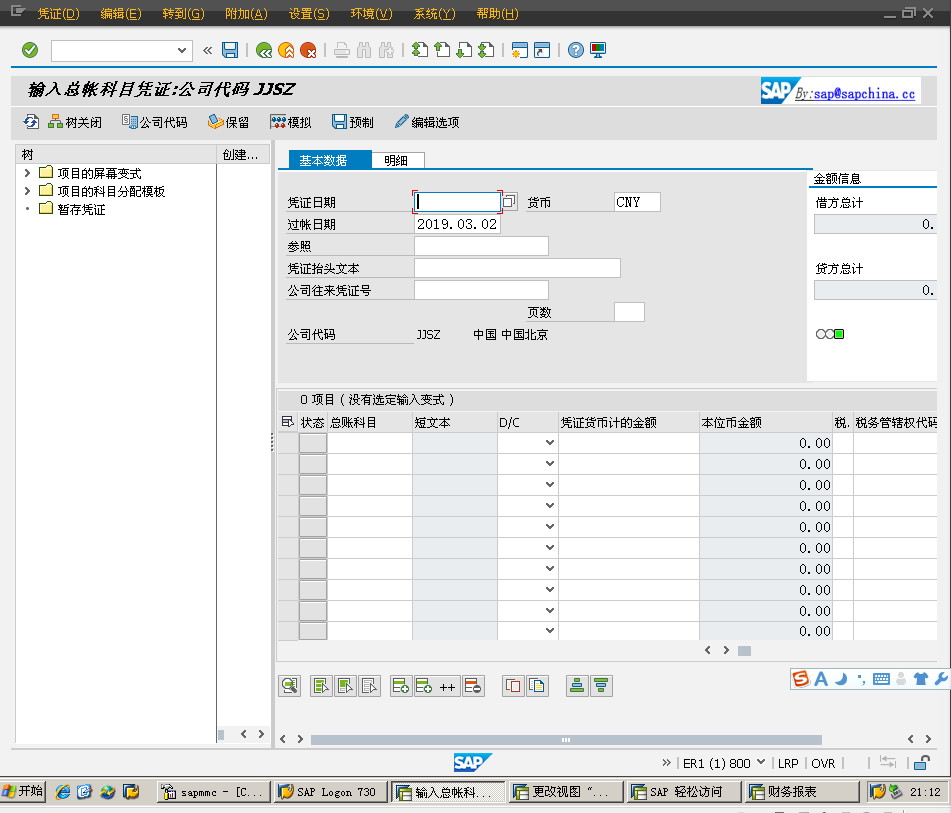 凭证(D) 编辑(E) 转到(G) 附加(A) 设置(S) 环境(V) 系统(Y) 帮助(H)
输入总帐科目凭证:公司代码 JJSZ
SAP By:sap@sapchina.cc
树关闭 公司代码 保留 模拟 预制 编辑选项
树 创建...
项目的屏幕变式
项目的科目分配模板
暂存凭证
基本数据 明细
凭证日期 货币 CNY
过帐日期 2019.03.02
参照
凭证抬头文本
公司往来凭证号
页数
公司代码 JJSZ 中国 中国北京
金额信息
借方总计
0.
贷方总计
0.
0 项目 ( 没有选定输入变式 )
状态 总账科目 短文本 D/C 凭证货币计的金额 本位币金额 税. 税务管辖权代码
0.00
0.00
0.00
0.00
0.00
0.00
0.00
0.00
0.00
0.00
SAP
ER1 (1) 800 LRP OVR
开始 sapmmc - [C... SAP Logon 730 输入总帐科... 更改视图 “... SAP 轻松访问 财务报表 21:12